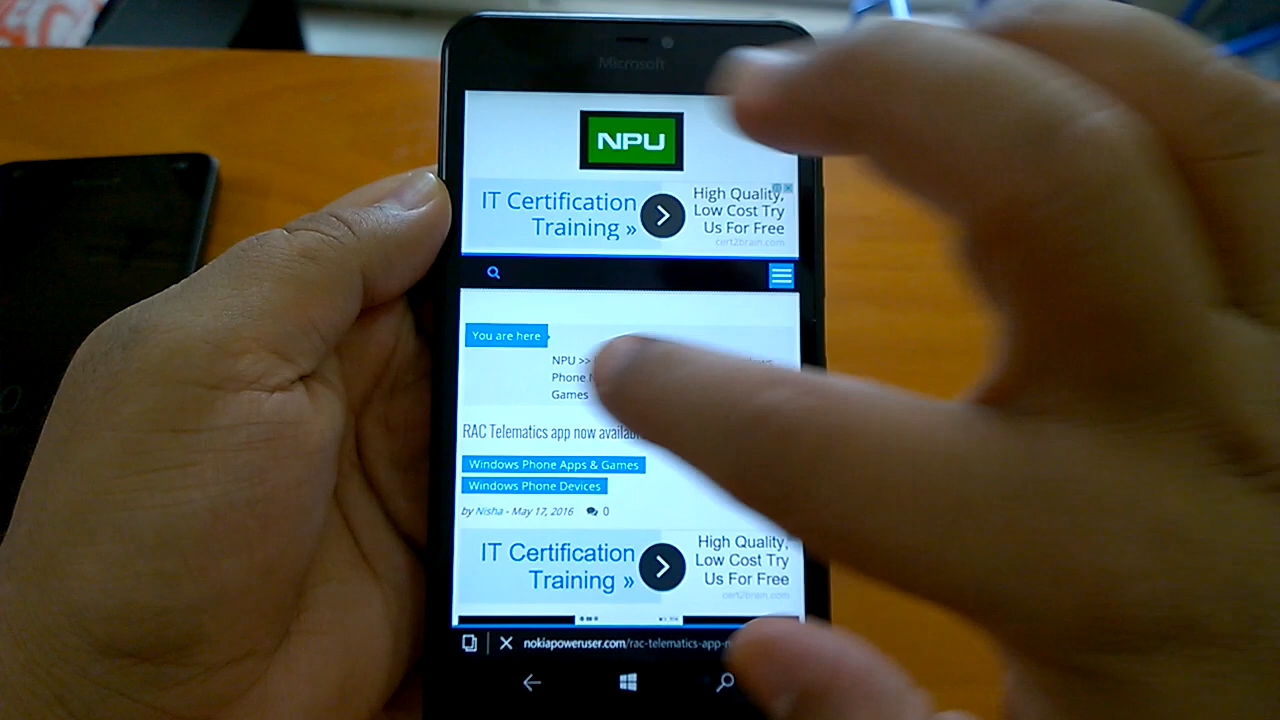 Microsoft
NPU
IT Certification
Training »
High Quality,
Low Cost Try
Us For Free
cert2brain.com
You are here
NPU >>
Phone
Games
RAC Telematics app now
Windows Phone Apps & Games
Windows Phone Devices
by Nisha - May 17, 2016 0
IT Certification
Training »
High Quality,
Low Cost Try
Us For Free
cert2brain.com
nokiapoweruser.com/rac-telematics-app-